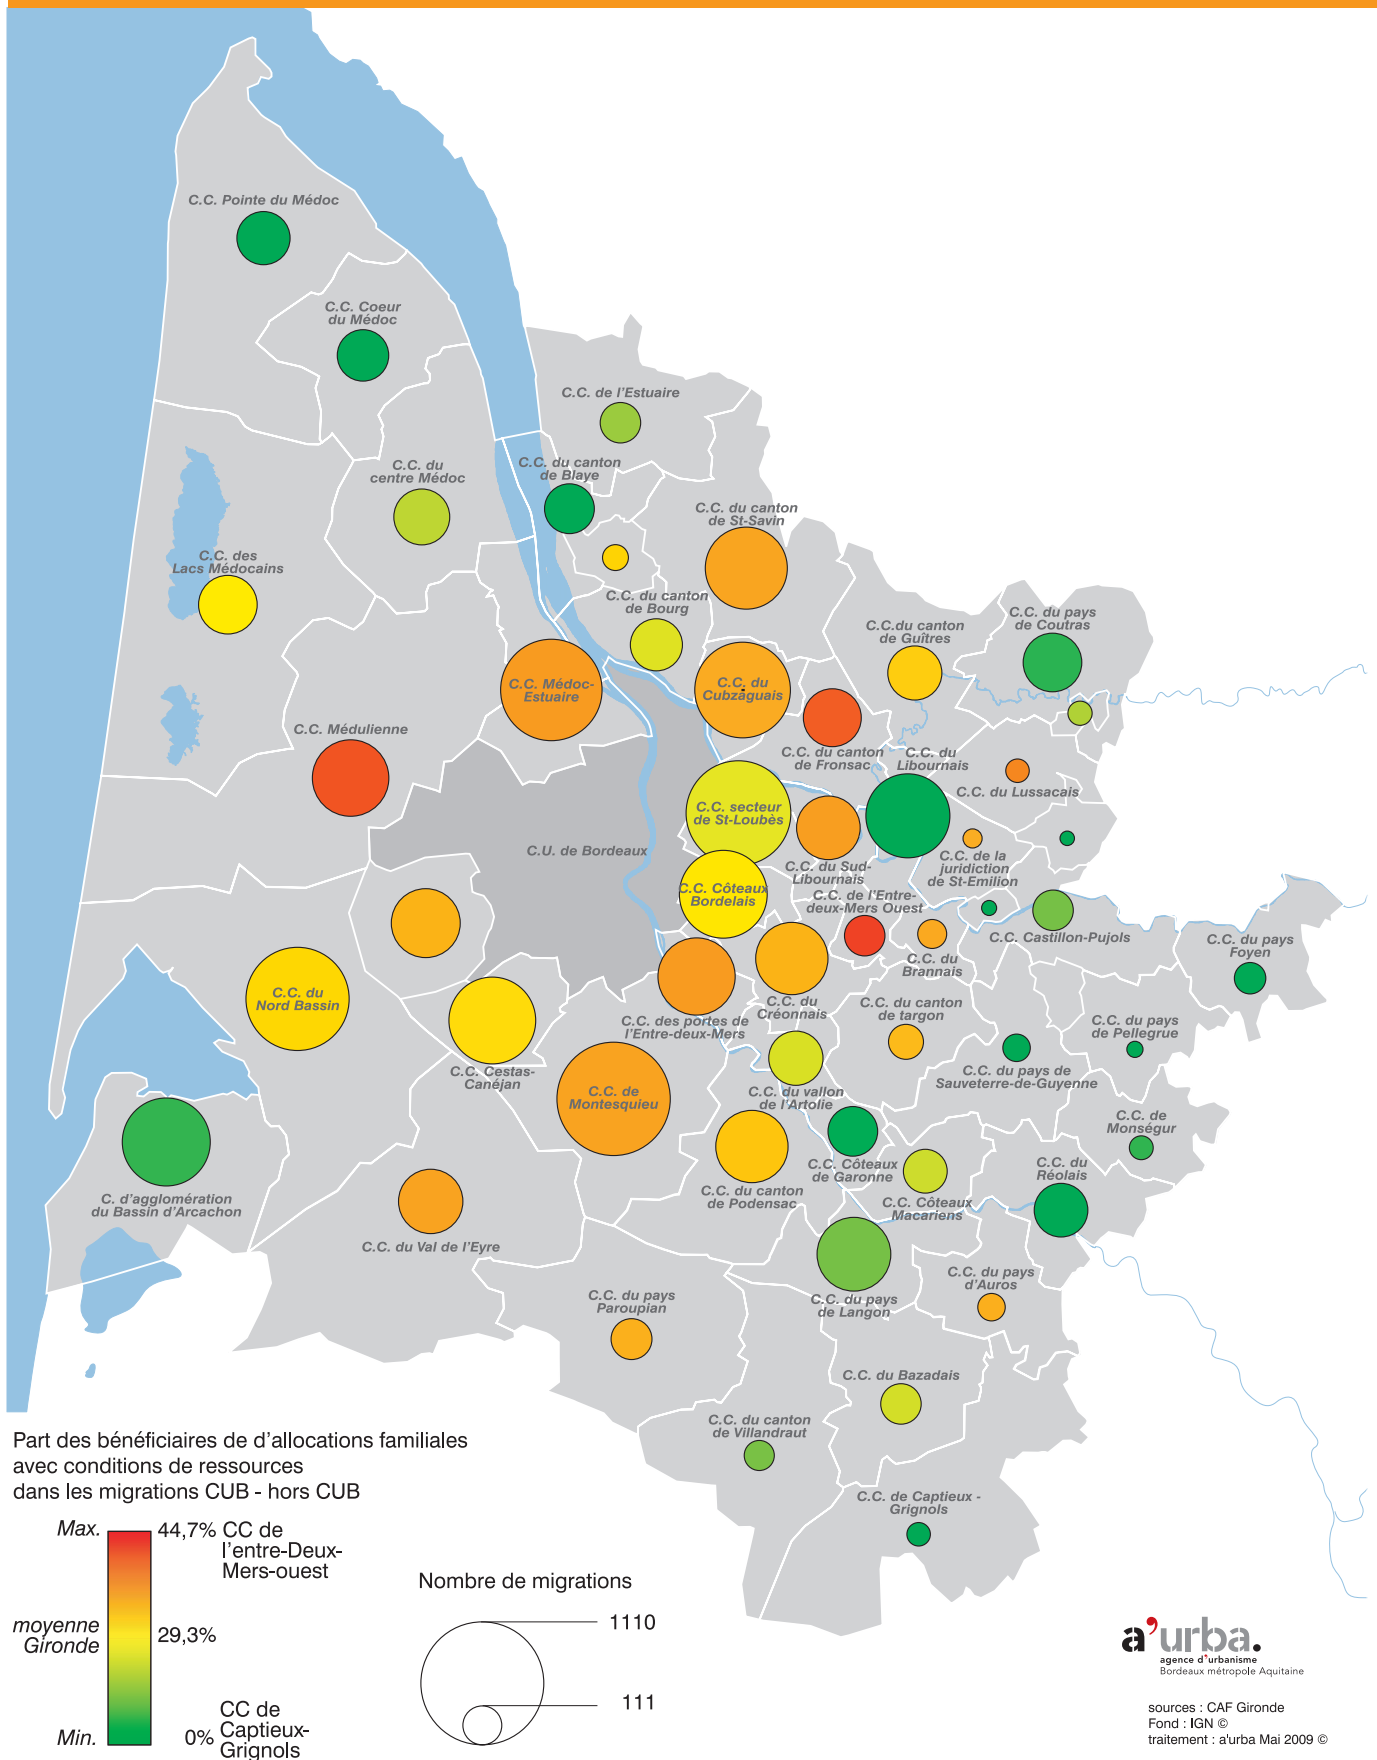 C.C. Pointe du Médoc
C.C. Coeur
du Médoc
C.C. de l'Estuaire
C.C. du
centre Médoc
C.C. du canton
de Blaye
C.C. du canton
de St-Savin
C.C. des
Lacs Médocains
C.C. du canton
de Bourg
C.C.du canton
de Guîtres
C.C. du pays
de Coutras
C.C. Médoc-
Estuaire
C.C. du
Cubzaguais
C.C. Médulienne
C.C. du canton
de Fronsac
C.C. du
Libournais
C.C. du Lussacais
C.C. secteur
de St-Loubès
C.U. de Bordeaux
C.C. du Sud-
Libournais
C.C. de la
juridiction
de St-Emilion
C.C. Côteaux
Bordelais
C.C. de l'Entre-
deux-Mers Ouest
C.C. Castillon-Pujols
C.C. du
Brannais
C.C. du pays
Foyen
C.C. du
Nord Bassin
C.C. des portes de
l'Entre-deux-Mers
C.C. du
Créonnais
C.C. du canton
de targon
C.C. du pays
de Pellegrue
C.C. Cestas-
Canéjan
C.C. du pays de
Sauveterre-de-Guyenne
C.C. de
Montesquieu
C.C. du vallon
de l'Artolie
C.C. de
Monségur
C. d'agglomération
du Bassin d'Arcachon
C.C. du canton
de Podensac
C.C. Côteaux
de Garonne
C.C. Côteaux
Macariens
C.C. du
Réolais
C.C. du Val de l'Eyre
C.C. du pays
Paroupian
C.C. du pays
de Langon
C.C. du pays
d'Auros
C.C. du Bazadais
C.C. du canton
de Villandraut
C.C. de Captieux -
Grignols
Part des bénéficiaires de d'allocations familiales
avec conditions de ressources
dans les migrations CUB - hors CUB
Max.
44,7% CC de
l'entre-Deux-
Mers-ouest
moyenne
Gironde
29,3%
Min.
0% CC de
Captieux-
Grignols
Nombre de migrations
1110
111
a'urba.
agence d'urbanisme
Bordeaux métropole Aquitaine
sources : CAF Gironde
Fond : IGN ©
traitement : a'urba Mai 2009 ©